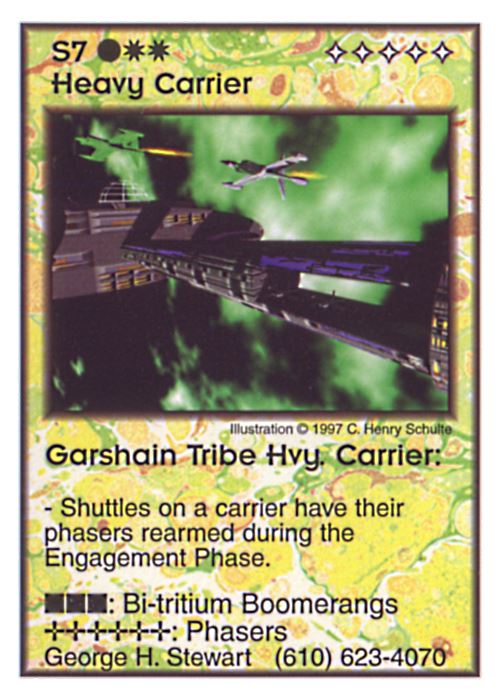 S7
Heavy Carrier
Illustration © 1997 C. Henry Schulte
Garshain Tribe Hvy. Carrier:
- Shuttles on a carrier have their
phasers rearmed during the
Engagement Phase.
: Bi-tritium Boomerangs
: Phasers
George H. Stewart (610) 623-4070